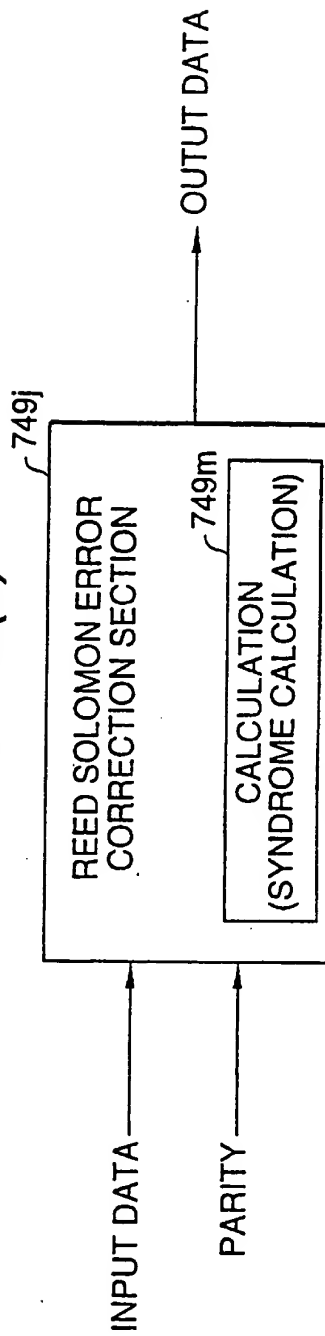 749j
REED SOLOMON ERROR
CORRECTION SECTION
749m
CALCULATION
(SYNDROME CALCULATION)
INPUT DATA
PARITY
OUTUT DATA